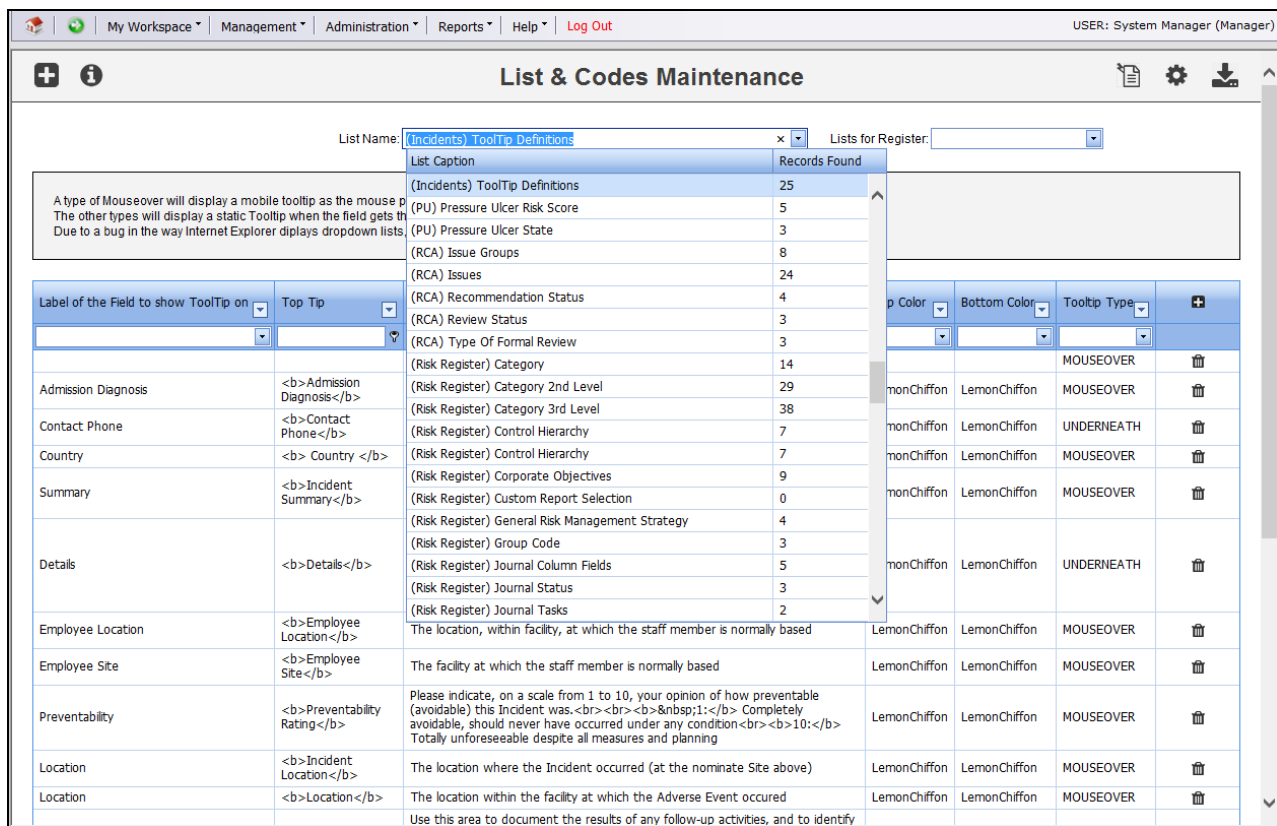 My Workspace Management Administration Reports Help Log Out USER: System Manager (Manager)
List & Codes Maintenance
List Name: (Incidents) ToolTip Definitions × Lists for Register:
List Caption Records Found
(Incidents) ToolTip Definitions 25
(PU) Pressure Ulcer Risk Score 5
(PU) Pressure Ulcer State 3
(RCA) Issue Groups 8
(RCA) Issues 24
(RCA) Recommendation Status 4
(RCA) Review Status 3
(RCA) Type Of Formal Review 3
(Risk Register) Category 14
(Risk Register) Category 2nd Level 29
(Risk Register) Category 3rd Level 38
(Risk Register) Control Hierarchy 7
(Risk Register) Control Hierarchy 7
(Risk Register) Corporate Objectives 9
(Risk Register) Custom Report Selection 0
(Risk Register) General Risk Management Strategy 4
(Risk Register) Group Code 3
(Risk Register) Journal Column Fields 5
(Risk Register) Journal Status 3
(Risk Register) Journal Tasks 2
A type of Mouseover will display a mobile tooltip as the mouse p
The other types will display a static Tooltip when the field gets th
Due to a bug in the way Internet Explorer diplays dropdown lists,
Label of the Field to show ToolTip on Top Tip p Color Bottom Color Tooltip Type
MOUSEOVER
Admission Diagnosis <b>Admission
Diagnosis</b> monChiffon LemonChiffon MOUSEOVER
Contact Phone <b>Contact
Phone</b> monChiffon LemonChiffon UNDERNEATH
Country <b> Country </b> monChiffon LemonChiffon MOUSEOVER
Summary <b>Incident
Summary</b> monChiffon LemonChiffon MOUSEOVER
Details <b>Details</b> monChiffon LemonChiffon UNDERNEATH
Employee Location <b>Employee
Location</b> The location, within facility, at which the staff member is normally based LemonChiffon LemonChiffon MOUSEOVER
Employee Site <b>Employee
Site</b> The facility at which the staff member is normally based LemonChiffon LemonChiffon MOUSEOVER
Preventability <b>Preventability
Rating</b> Please indicate, on a scale from 1 to 10, your opinion of how preventable
(avoidable) this Incident was.<br><br><b>&nbsp;1:</b> Completely
avoidable, should never have occurred under any condition<br><b>10:</b>
Totally unforeseeable despite all measures and planning LemonChiffon LemonChiffon MOUSEOVER
Location <b>Incident
Location</b> The location where the Incident occurred (at the nominate Site above) LemonChiffon LemonChiffon MOUSEOVER
Location <b>Location</b> The location within the facility at which the Adverse Event occured LemonChiffon LemonChiffon MOUSEOVER
Use this area to document the results of any follow-up activities, and to identify